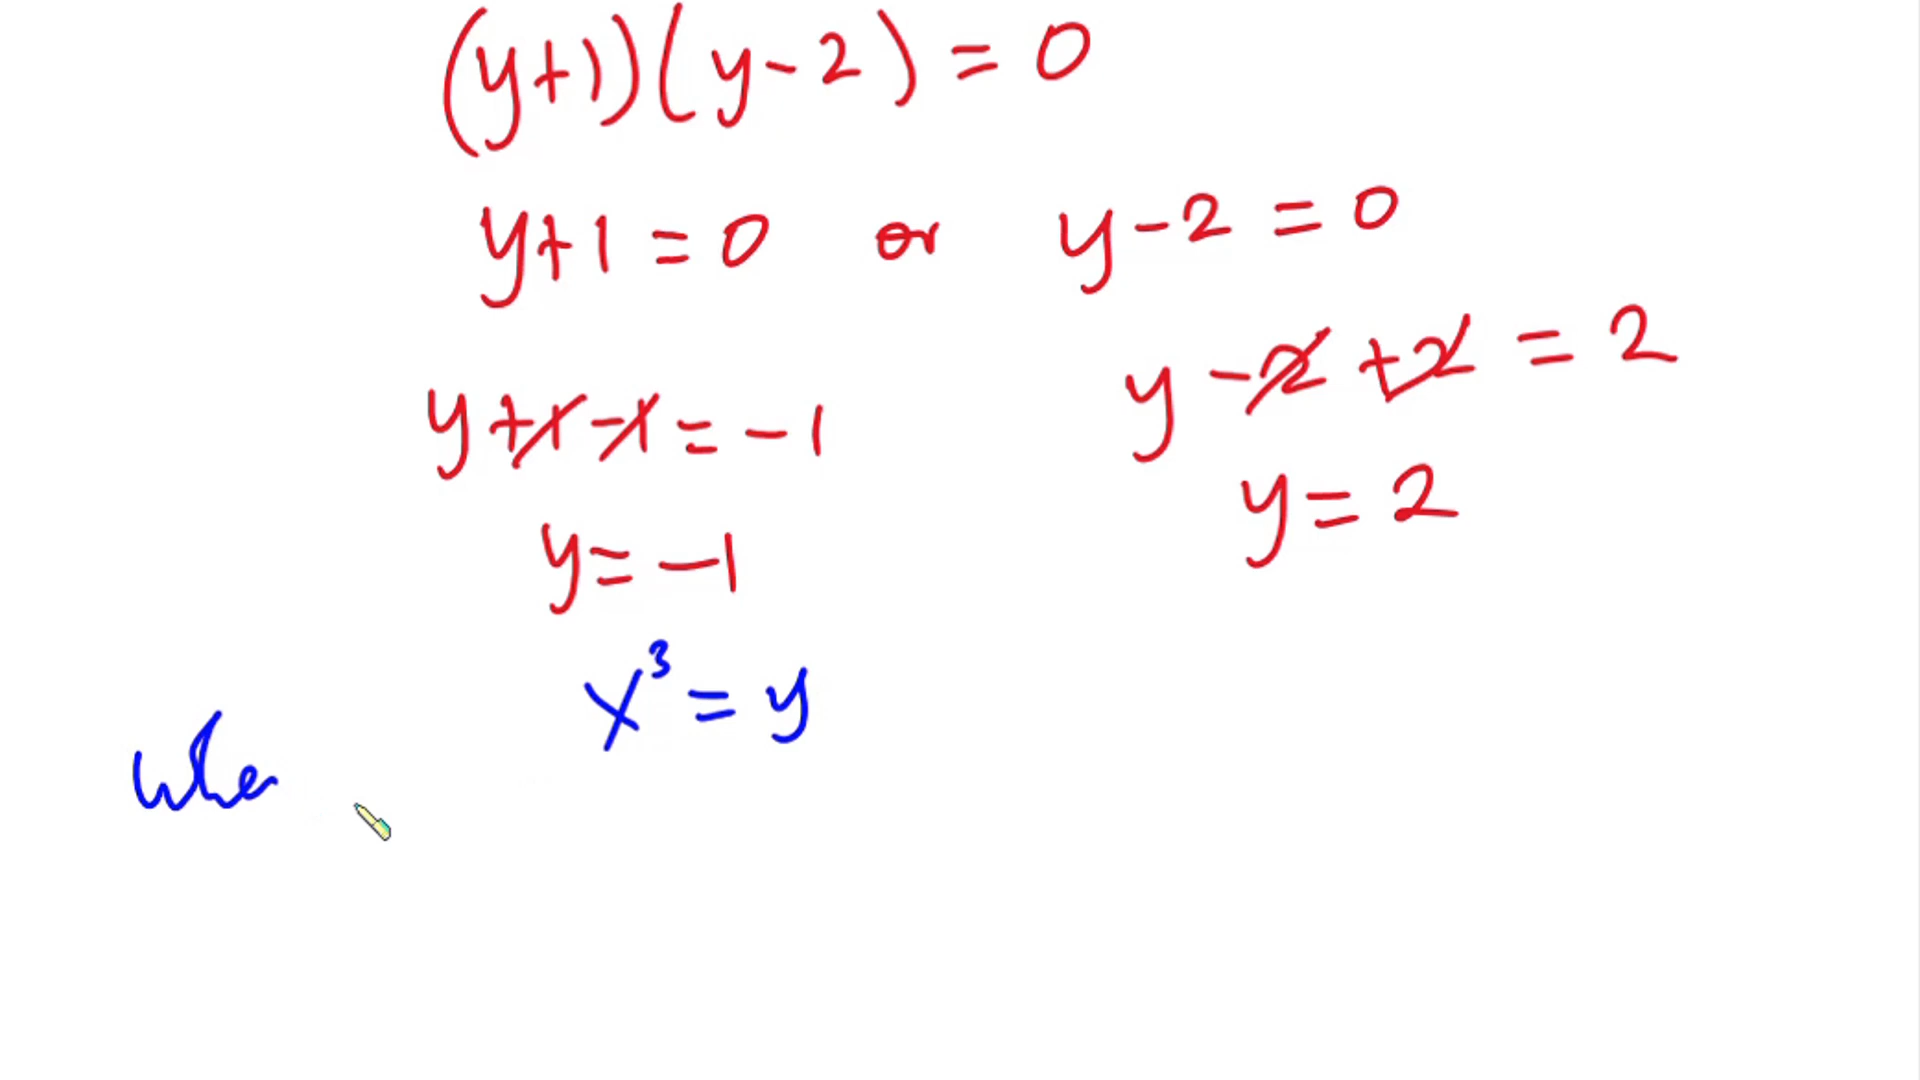 (y+1)(y-2)=0
y+1=0 or y-2=0
y-2+2=2
y+1-1=-1
y=2
y=-1
x³=y
Whe